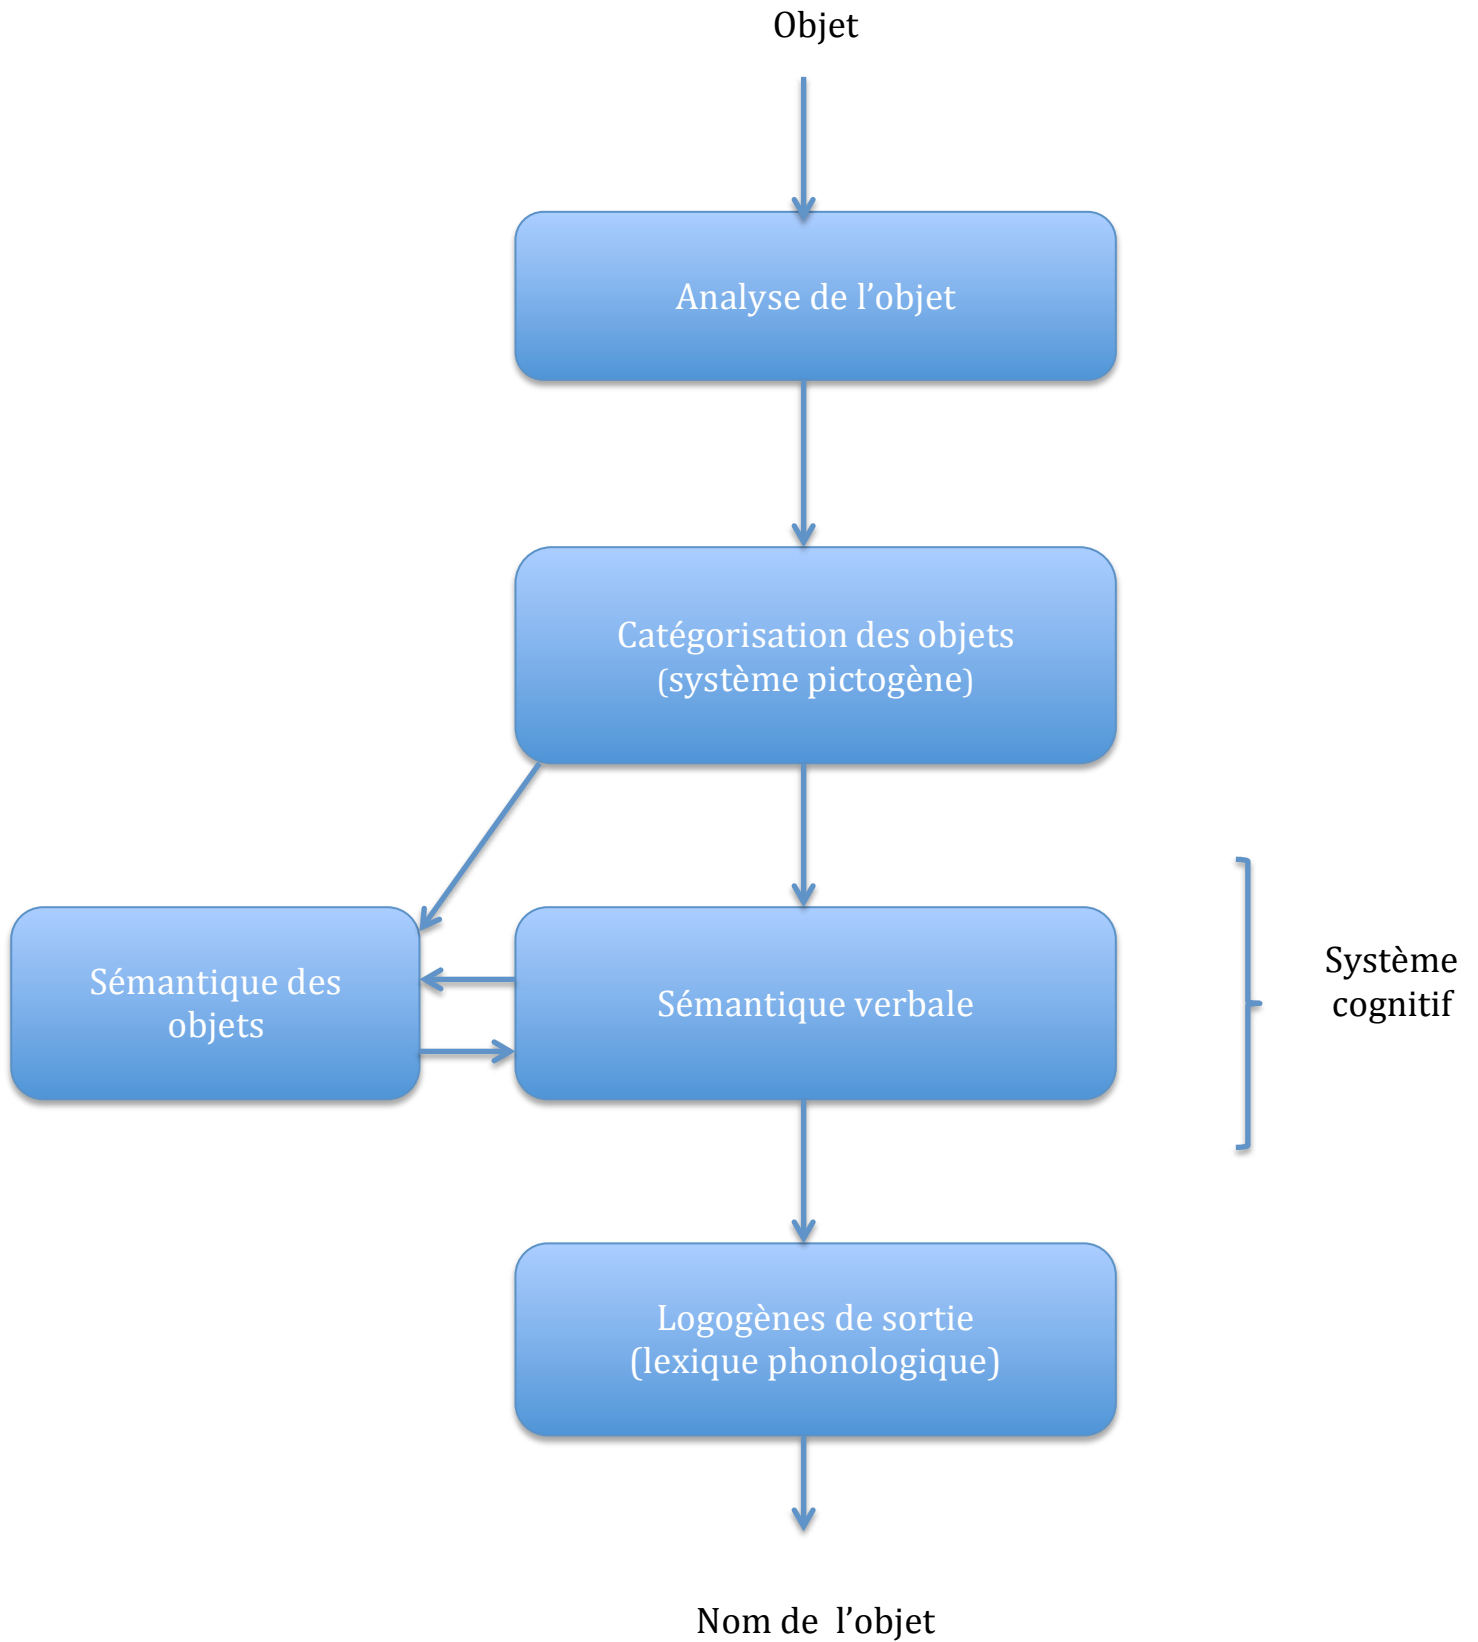 Objet
Analyse de l’objet
Catégorisation des objets
(système pictogène)
Sémantique des
objets
Sémantique verbale
Système
cognitif
Logogènes de sortie
(lexique phonologique)
Nom de  l’objet